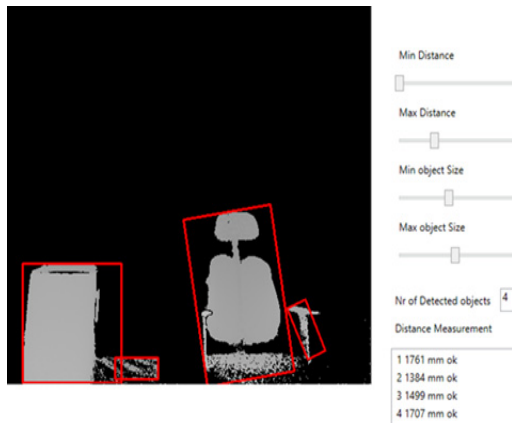 Min Distance
Max Distance
Min object Size
Max object Size
Nr of Detected objects 4
Distance Measurement
1 1761 mm ok
2 1384 mm ok
3 1499 mm ok
4 1707 mm ok